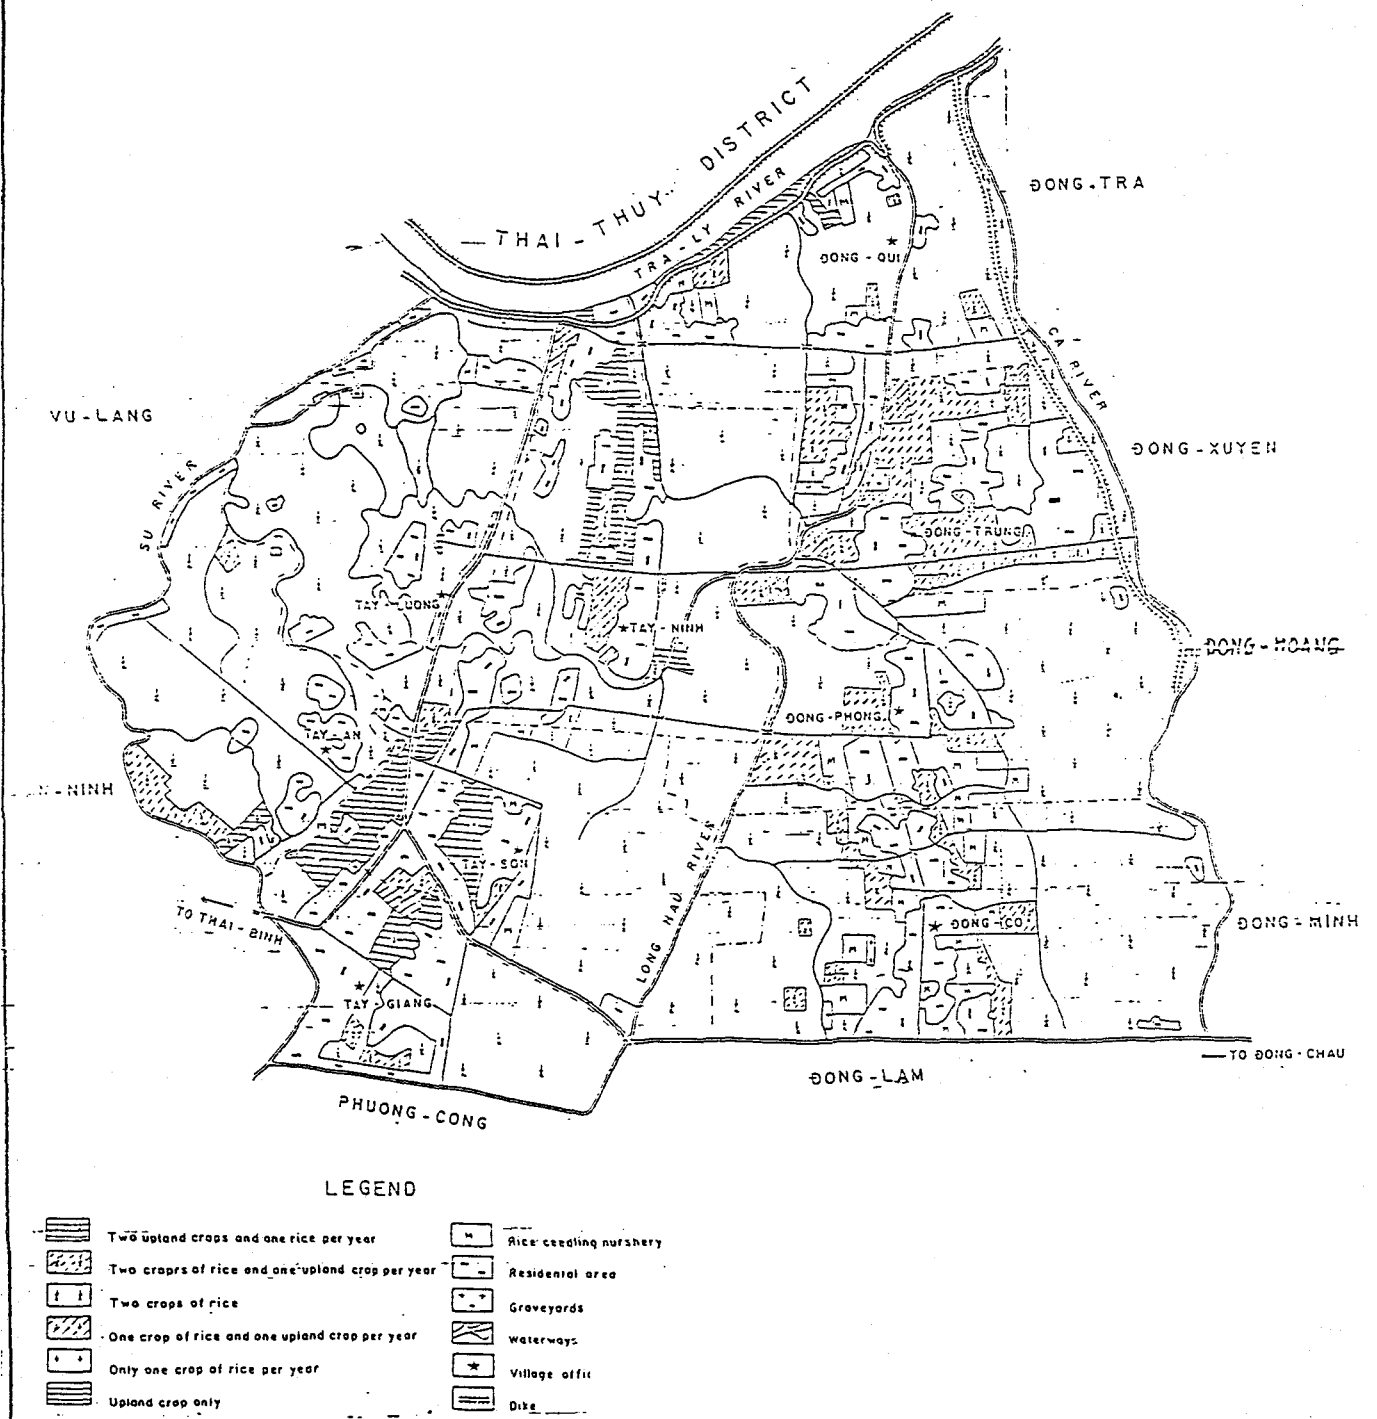 THAI - THUY DISTRICT
TRA - LY RIVER
ĐONG - TRA
ĐONG - QUI
CA RIVER
VU - LANG
ĐONG - XUYEN
SU RIVER
ĐONG - TRUNG
TAY - LUONG
TAY - NINH
ĐONG - HOANG
ĐONG - PHONG
TAY - AN
N - NINH
TAY - SON
LONG HAU RIVER
TO THAI - BINH
ĐONG - CO
ĐONG - MINH
TAY - GIANG
TO ĐONG - CHAU
ĐONG - LAM
PHUONG - CONG
LEGEND
Two upland crops and one rice per year
Two craprs of rice and one upland crop per year
Two crops of rice
One crop of rice and one upland crop per year
Only one crop of rice per year
Upland crop only
Rice ceedling nurshery
Residental area
Graveyards
Waterways
Village offic
Dike